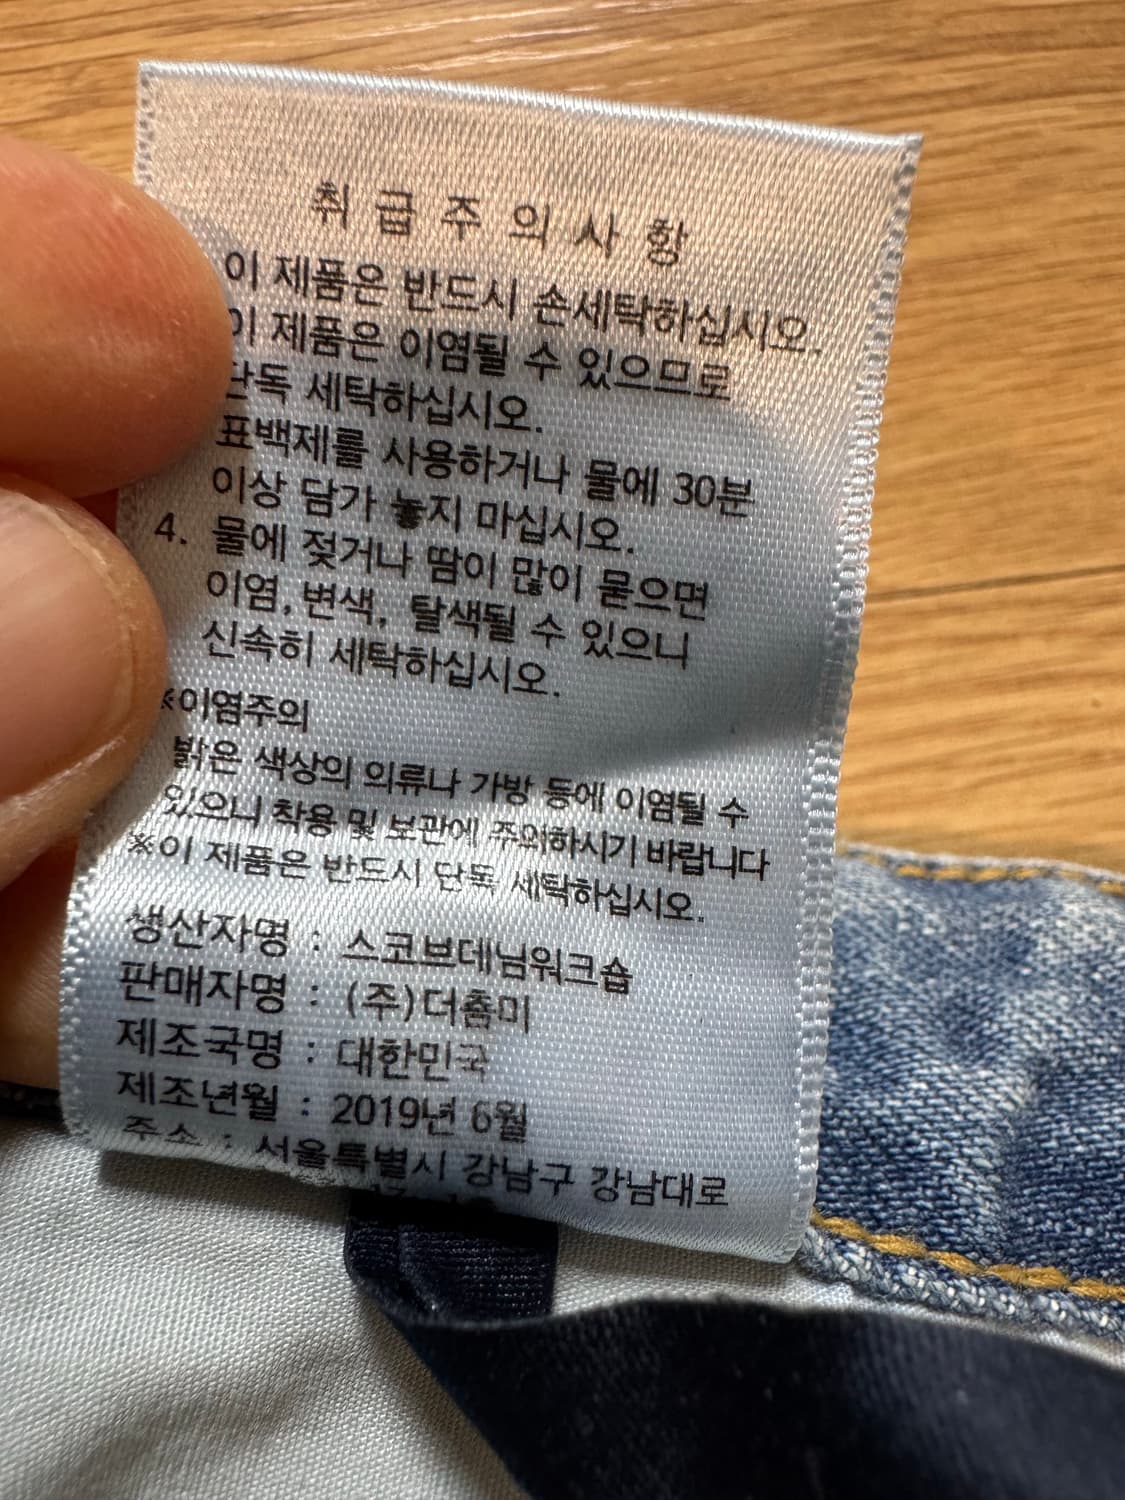 취급주의사항
이 제품은 반드시 손세탁하십시오.
이 제품은 이염될 수 있으므로
단독 세탁하십시오.
표백제를 사용하거나 물에 30분
이상 담가 놓지 마십시오.
4. 물에 젖거나 땀이 많이 묻으면
이염, 변색, 탈색될 수 있으니
신속히 세탁하십시오.
※이염주의
밝은 색상의 의류나 가방 등에 이염될 수
있으니 착용 및 보관에 주의하시기 바랍니다
※이 제품은 반드시 단독 세탁하십시오.
생산자명 : 스코브데님워크숍
판매자명 : (주)더춈미
제조국명 : 대한민국
제조년월 : 2019년 6월
주소 : 서울특별시 강남구 강남대로